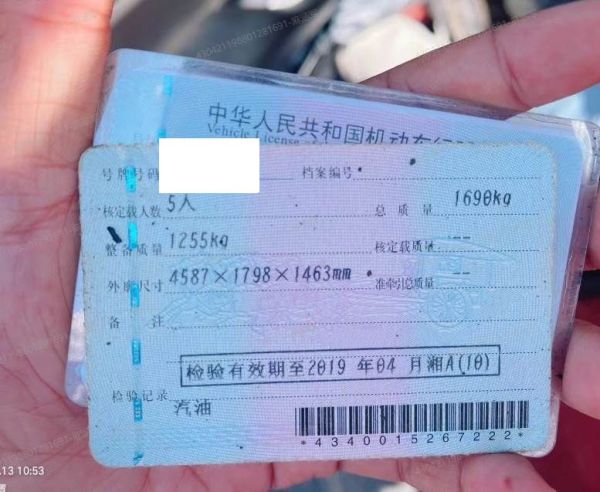 中华人民共和国机动车行
Vehicle License
号牌号码
档案编号
核定载人数 5人
总质量 1690kg
整备质量 1255kg
核定载质量 --
外廓尺寸 4587×1798×1463mm
准牵引总质量 --
备注
检验有效期至2019 年04 月湘A(10)
检验记录
汽油
*4340015267222*
.13 10:53